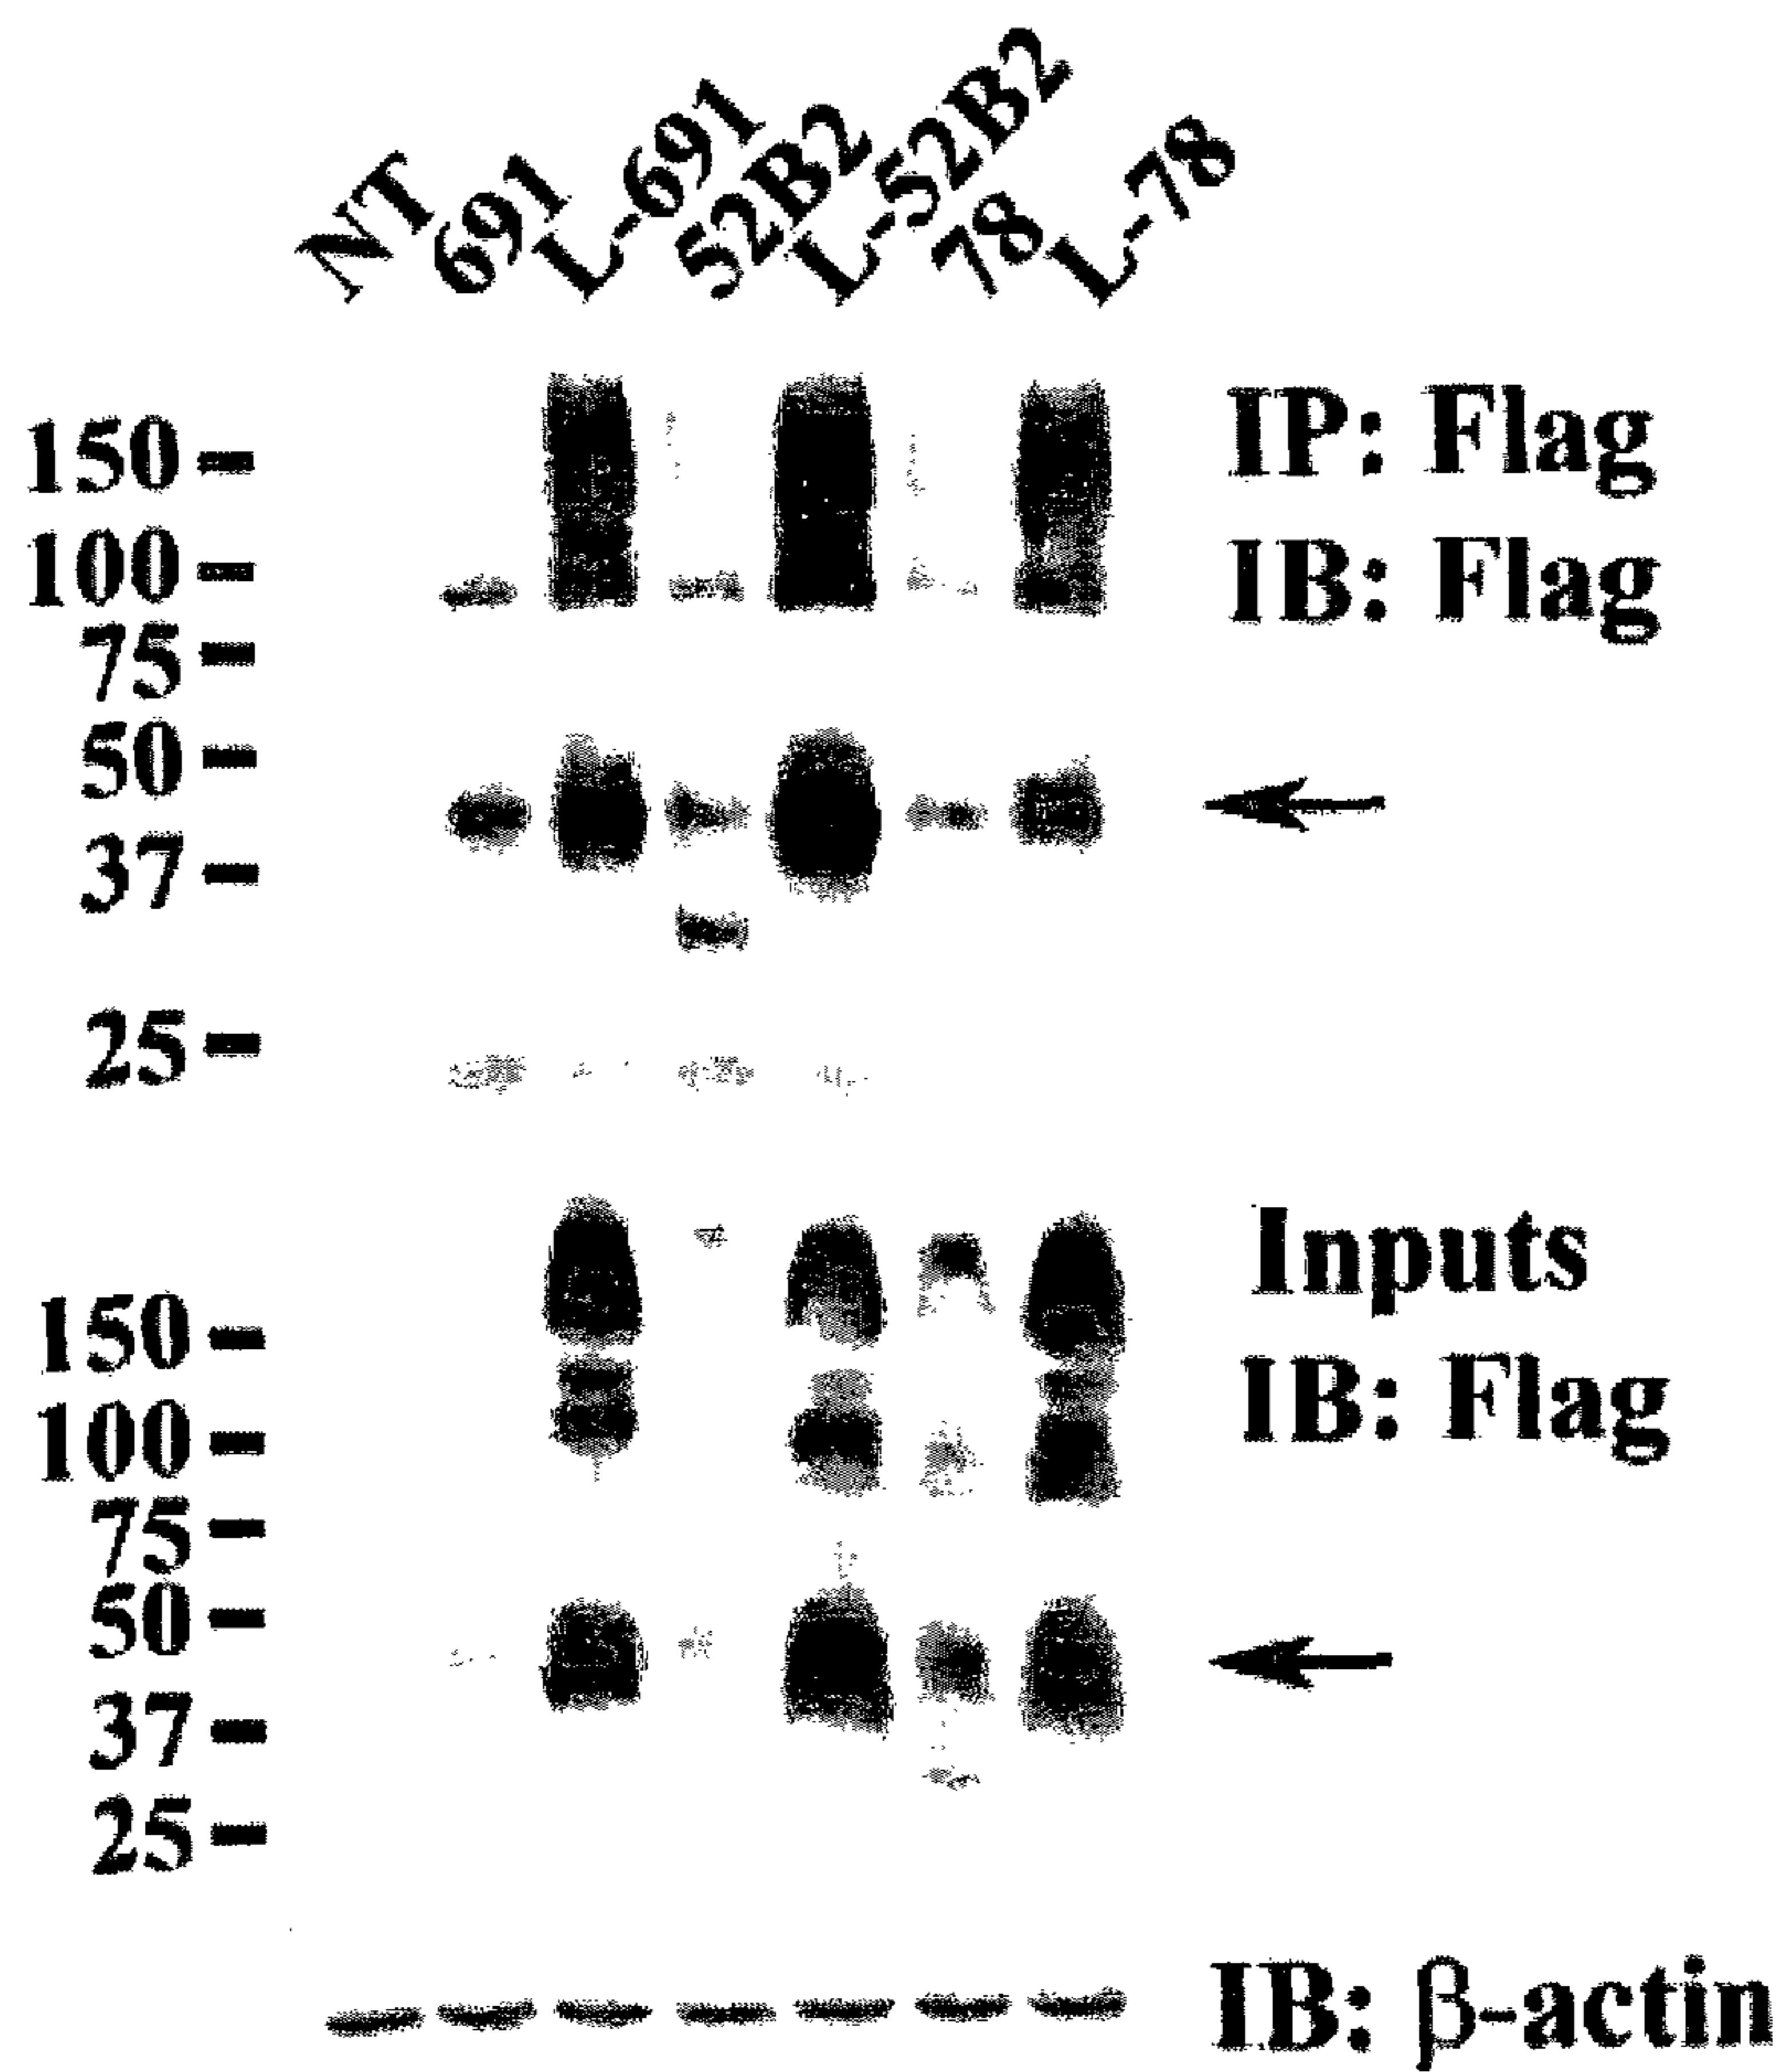 NT 691 L-691 52B2 L-52B2 78 L-78
150 IP: Flag
100 IB: Flag
75
50
37
25
Inputs
150
100 IB: Flag
75
50
37
25
IB: β-actin